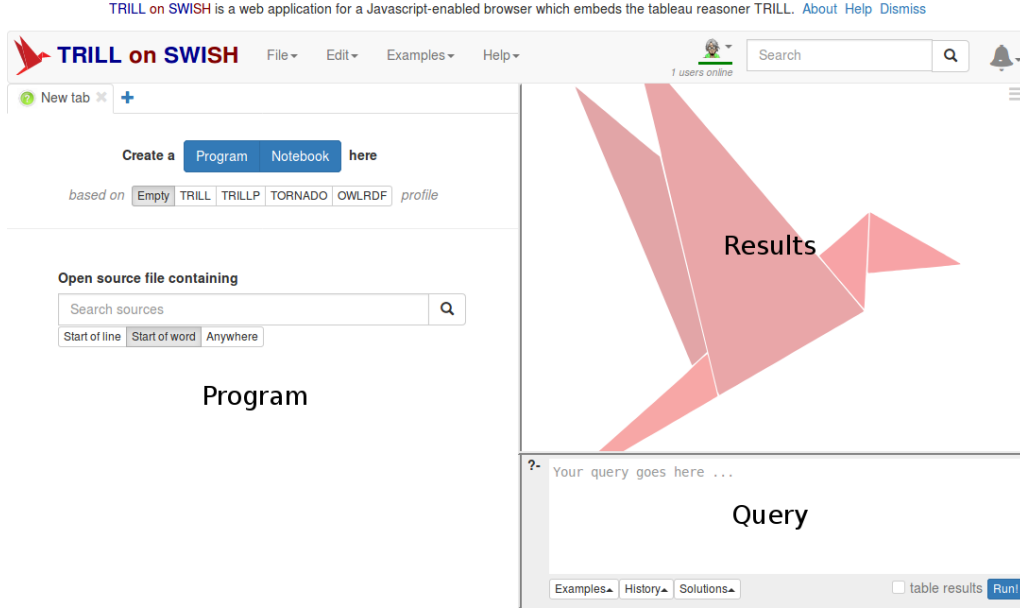 TRILL on SWISH is a web application for a Javascript-enabled browser which embeds the tableau reasoner TRILL. About Help Dismiss
TRILL on SWISH File Edit Examples Help 1 users online Search
New tab
Create a Program Notebook here
based on Empty TRILL TRILLP TORNADO OWLRDF profile
Open source file containing
Search sources
Start of line Start of word Anywhere
Program
Results
?- Your query goes here ...
Query
Examples History Solutions table results Run!